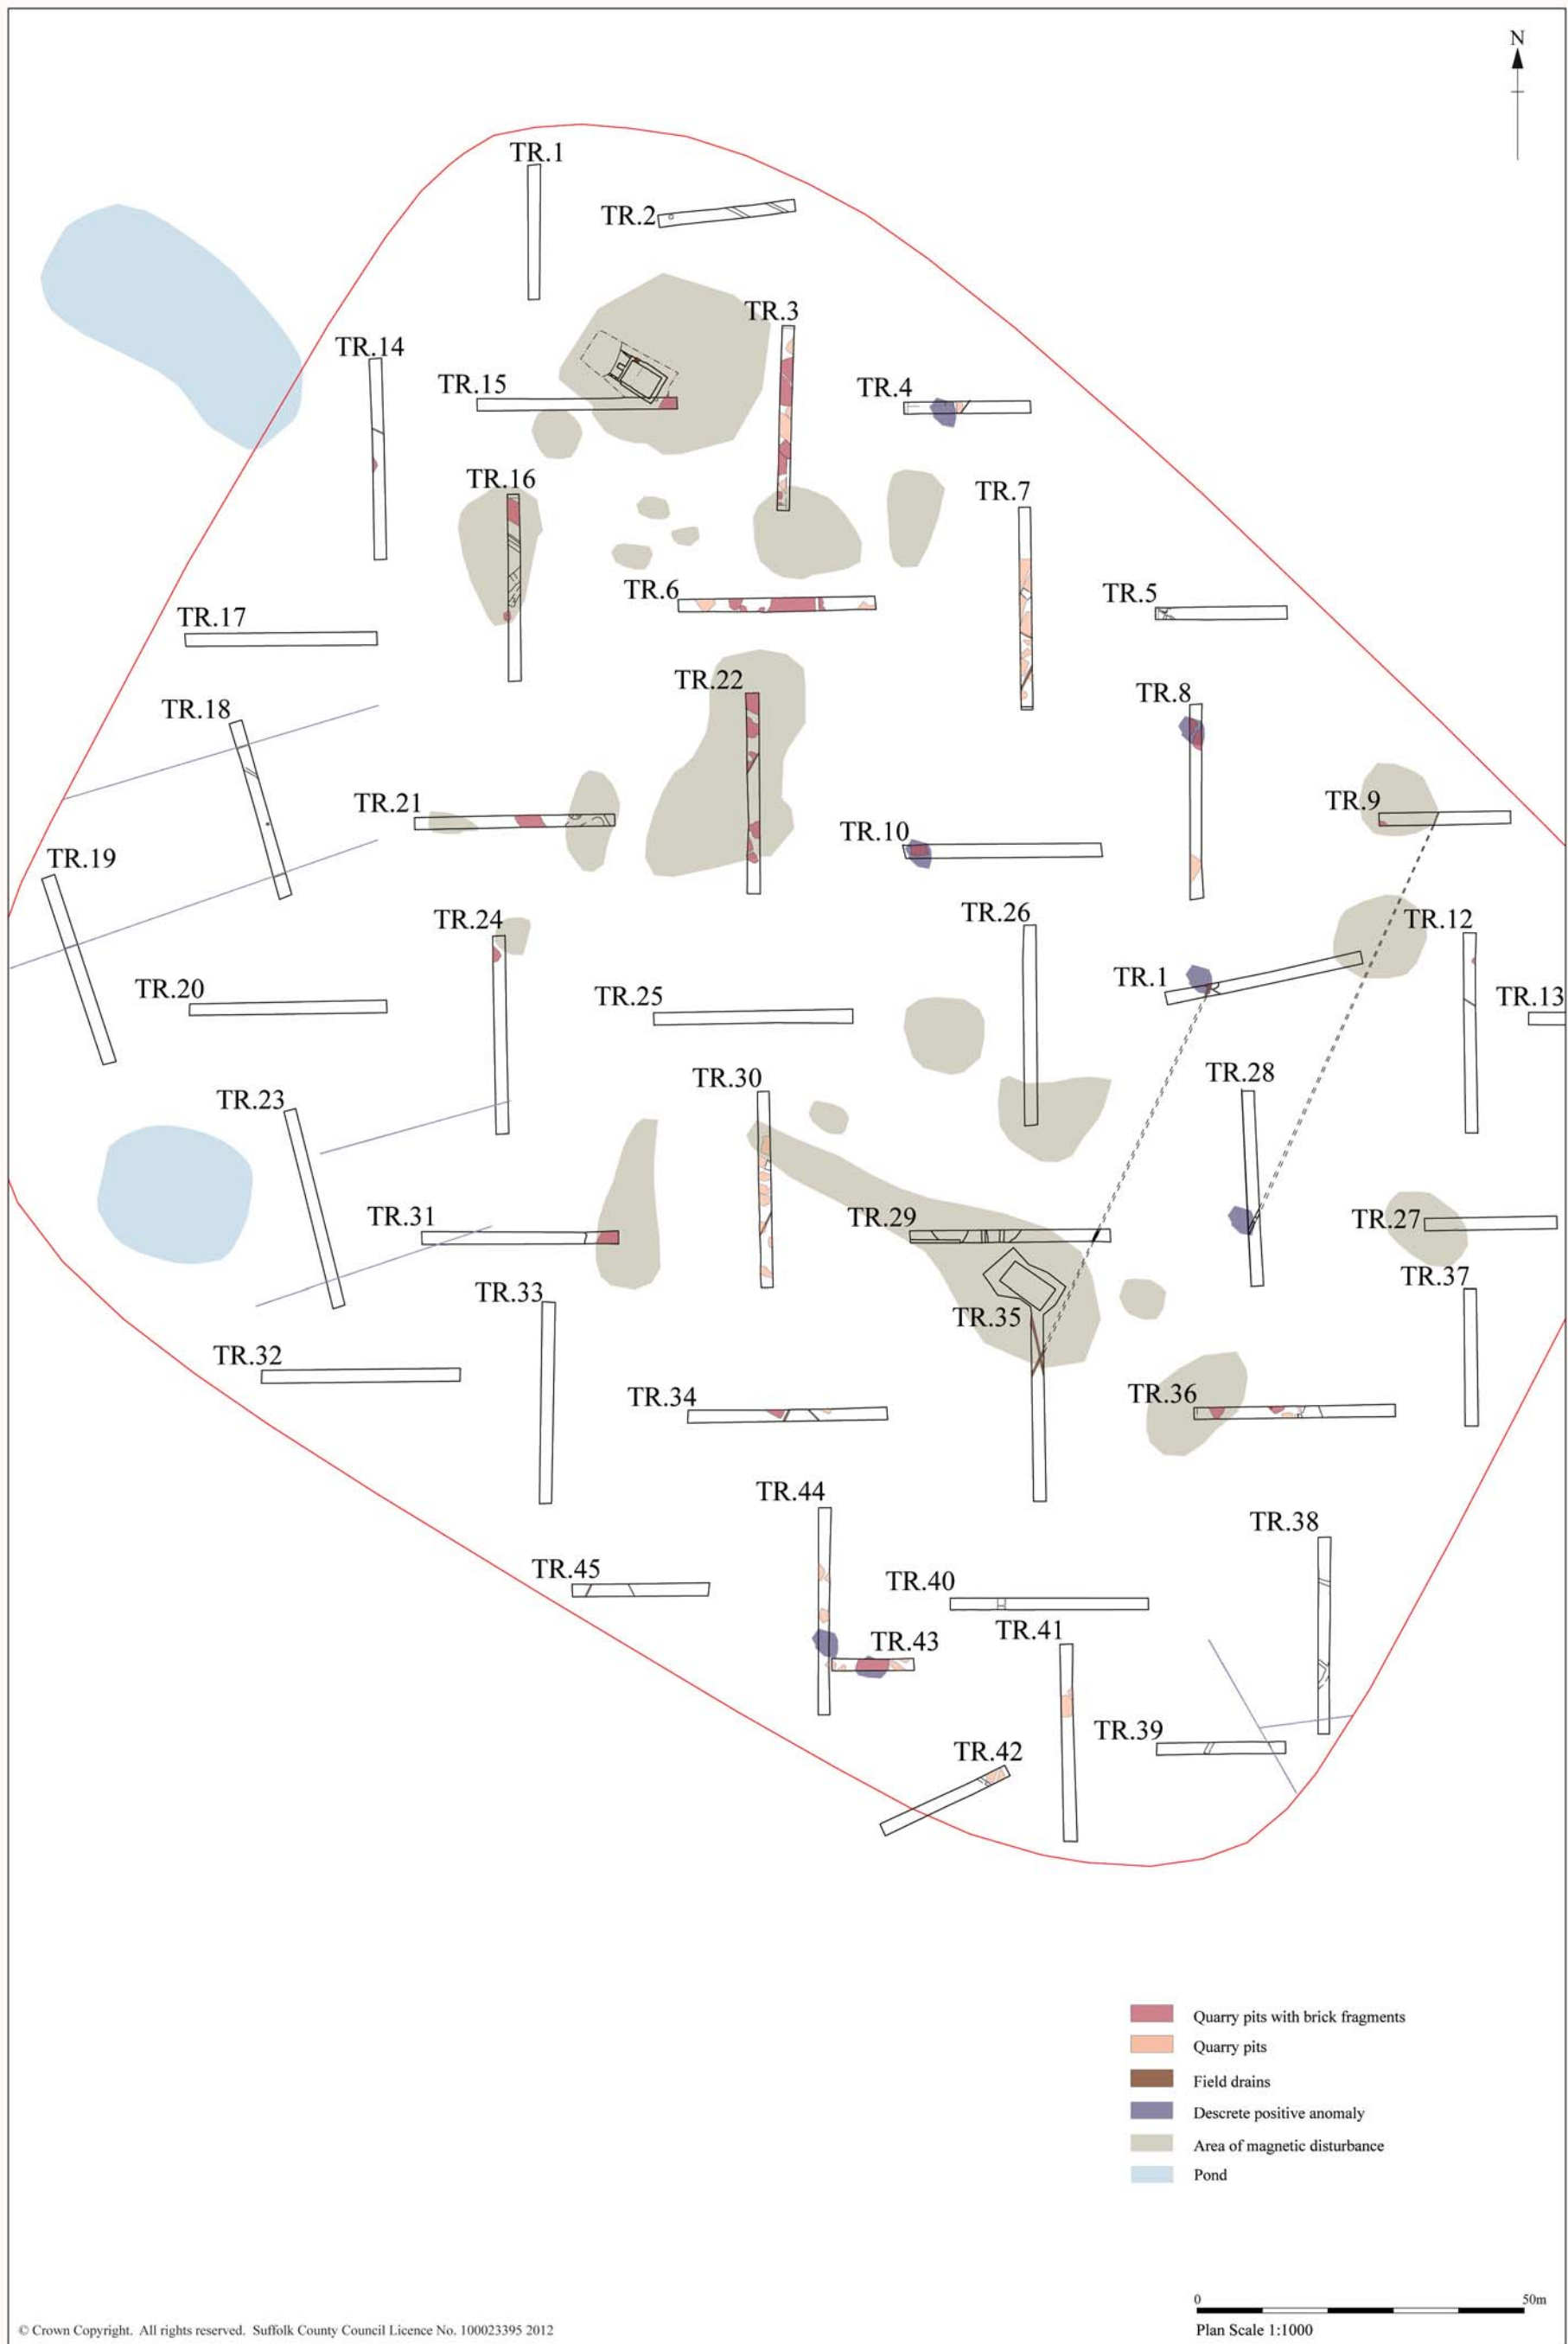 N
TR.1
TR.2
TR.3
TR.14
TR.15
TR.4
TR.16
TR.7
TR.6
TR.5
TR.17
TR.22
TR.8
TR.18
TR.21
TR.9
TR.10
TR.19
TR.24
TR.26
TR.12
TR.1
TR.20
TR.25
TR.13
TR.30
TR.28
TR.23
TR.31
TR.29
TR.27
TR.37
TR.33
TR.35
TR.32
TR.34
TR.36
TR.44
TR.38
TR.45
TR.40
TR.41
TR.43
TR.39
TR.42
Quarry pits with brick fragments
Quarry pits
Field drains
Descrete positive anomaly
Area of magnetic disturbance
Pond
0 50m
Plan Scale 1:1000
© Crown Copyright. All rights reserved. Suffolk County Council Licence No. 100023395 2012